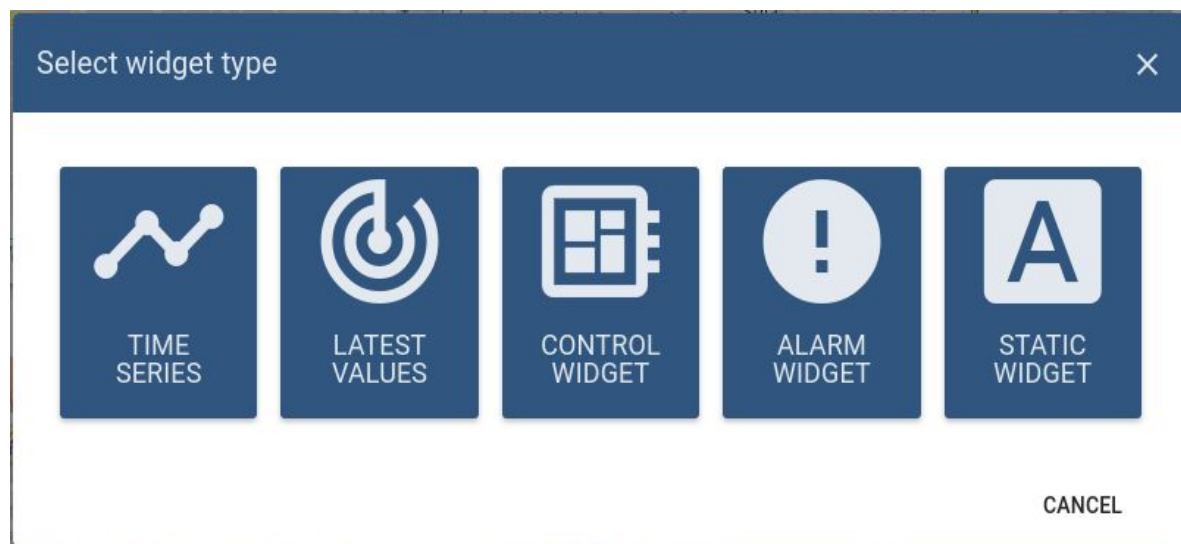 Select widget type
TIME
SERIES
LATEST
VALUES
CONTROL
WIDGET
ALARM
WIDGET
STATIC
WIDGET
CANCEL